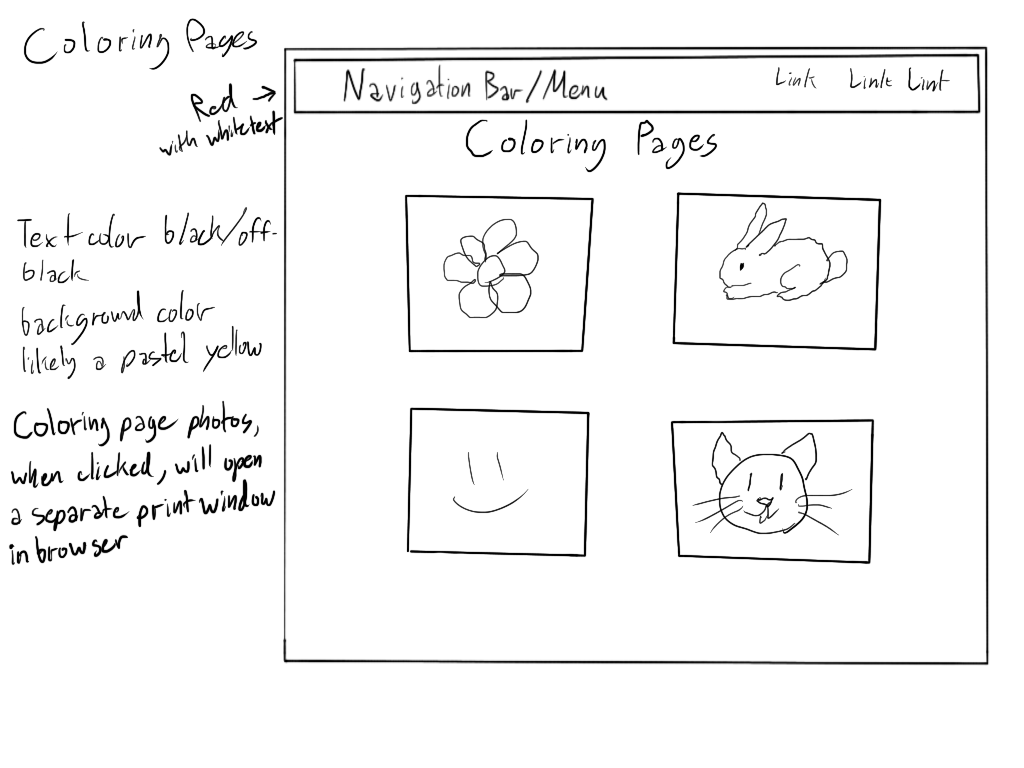 Coloring Pages
Red →
with white text
Navigation Bar/Menu
Link Link Link
Coloring Pages
Text color black/off-
black
background color
likely a pastel yellow
Coloring page photos,
when clicked, will open
a separate print window
in browser